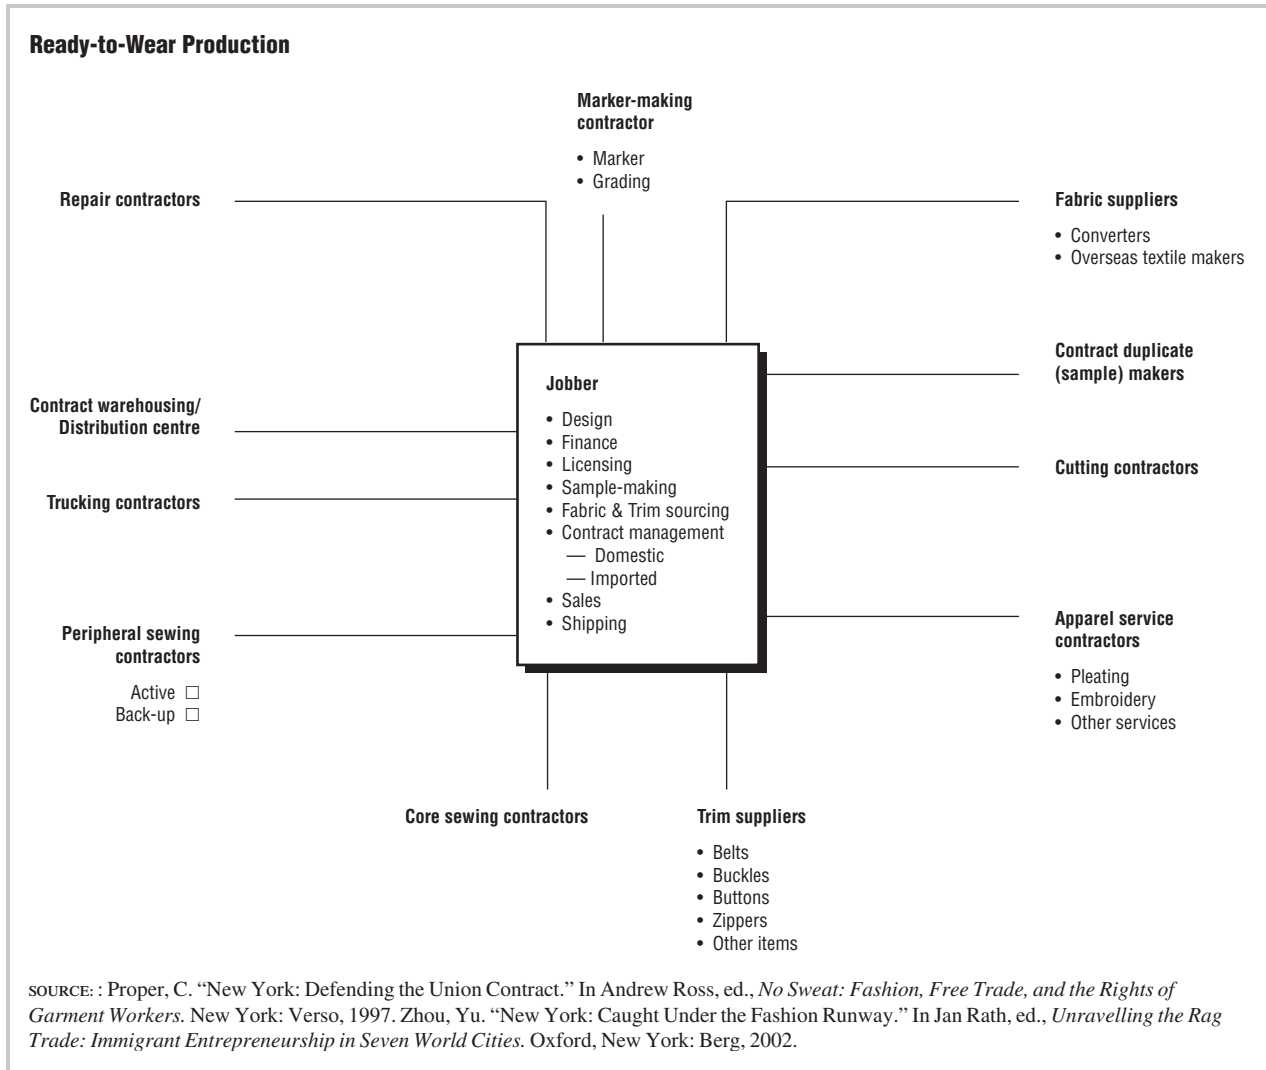 Ready-to-Wear Production
Marker-making
contractor
• Marker
• Grading
Repair contractors
Fabric suppliers
• Converters
• Overseas textile makers
Contract duplicate
(sample) makers
Jobber
• Design
• Finance
• Licensing
• Sample-making
• Fabric & Trim sourcing
• Contract management
— Domestic
— Imported
• Sales
• Shipping
Contract warehousing/
Distribution centre
Cutting contractors
Trucking contractors
Peripheral sewing
contractors
Active □
Back-up □
Apparel service
contractors
• Pleating
• Embroidery
• Other services
Core sewing contractors
Trim suppliers
• Belts
• Buckles
• Buttons
• Zippers
• Other items
SOURCE: : Proper, C. “New York: Defending the Union Contract.” In Andrew Ross, ed., No Sweat: Fashion, Free Trade, and the Rights of
Garment Workers. New York: Verso, 1997. Zhou, Yu. “New York: Caught Under the Fashion Runway.” In Jan Rath, ed., Unravelling the Rag
Trade: Immigrant Entrepreneurship in Seven World Cities. Oxford, New York: Berg, 2002.